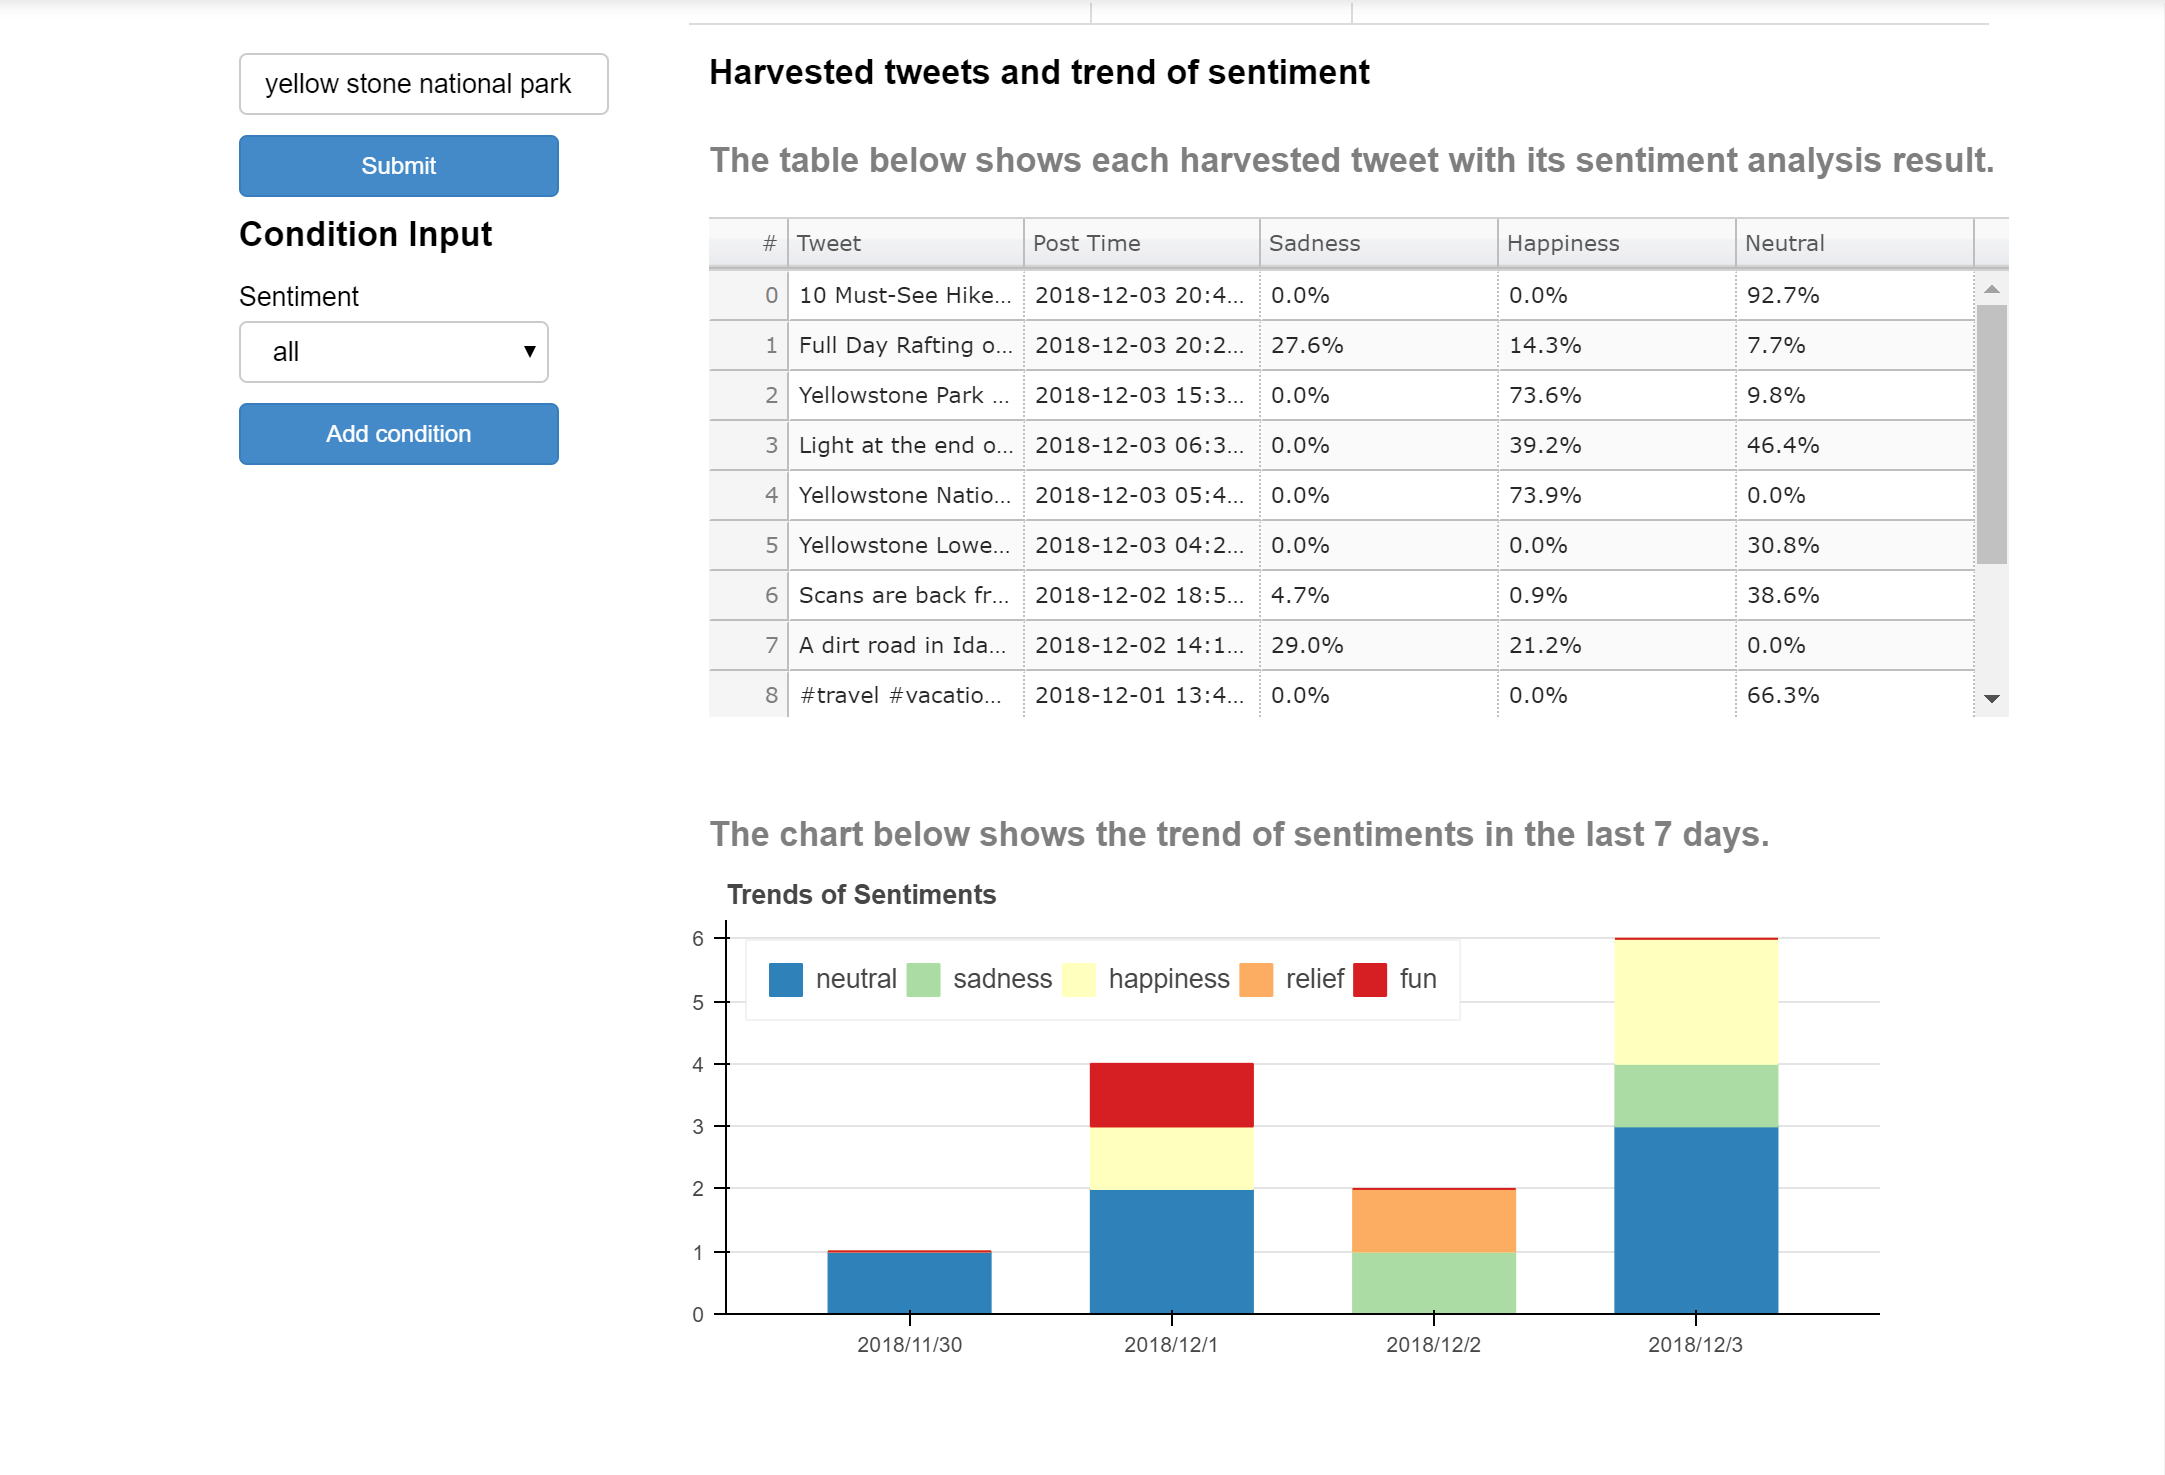 yellow stone national park
Submit
Condition Input
Sentiment
all
Add condition
Harvested tweets and trend of sentiment
The table below shows each harvested tweet with its sentiment analysis result.
# Tweet Post Time Sadness Happiness Neutral
0 10 Must-See Hike... 2018-12-03 20:4... 0.0% 0.0% 92.7%
1 Full Day Rafting o... 2018-12-03 20:2... 27.6% 14.3% 7.7%
2 Yellowstone Park ... 2018-12-03 15:3... 0.0% 73.6% 9.8%
3 Light at the end o... 2018-12-03 06:3... 0.0% 39.2% 46.4%
4 Yellowstone Natio... 2018-12-03 05:4... 0.0% 73.9% 0.0%
5 Yellowstone Lowe... 2018-12-03 04:2... 0.0% 0.0% 30.8%
6 Scans are back fr... 2018-12-02 18:5... 4.7% 0.9% 38.6%
7 A dirt road in Ida... 2018-12-02 14:1... 29.0% 21.2% 0.0%
8 #travel #vacatio... 2018-12-01 13:4... 0.0% 0.0% 66.3%
The chart below shows the trend of sentiments in the last 7 days.
Trends of Sentiments
neutral sadness happiness relief fun
6
5
4
3
2
1
0
2018/11/30 2018/12/1 2018/12/2 2018/12/3